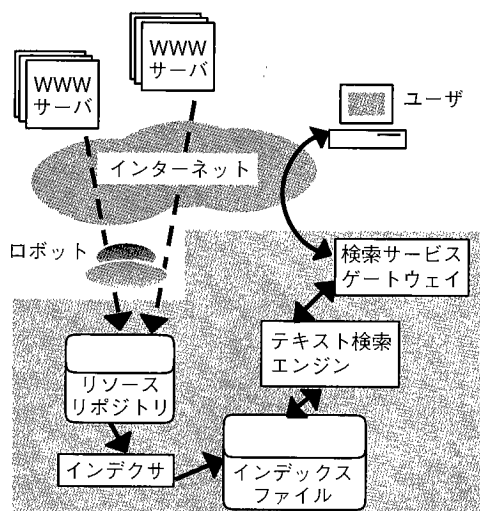 WWW
サーバ
WWW
サーバ
ユーザ
インターネット
ロボット
検索サービス
ゲートウェイ
テキスト検索
エンジン
リソース
リポジトリ
インデクサ
インデックス
ファイル